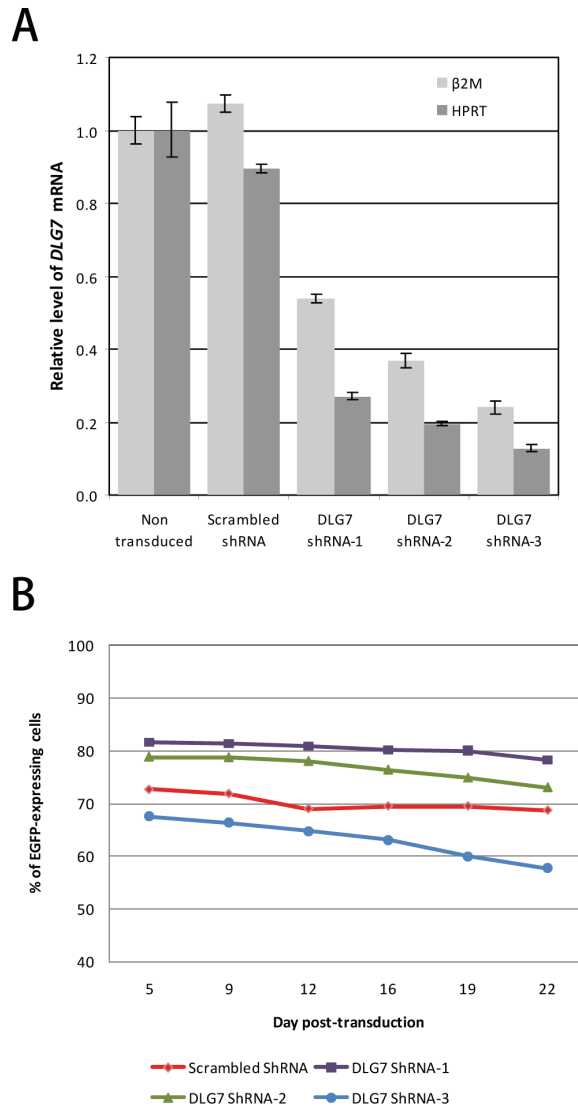 A
Relative level of DLG7 mRNA
1.2
1.0
0.8
0.6
0.4
0.2
0.0
β2M
HPRT
Non
transduced
Scrambled
shRNA
DLG7
shRNA-1
DLG7
shRNA-2
DLG7
shRNA-3
B
% of EGFP-expressing cells
100
90
80
70
60
50
40
5 9 12 16 19 22
Day post-transduction
Scrambled ShRNA
DLG7 ShRNA-1
DLG7 ShRNA-2
DLG7 ShRNA-3